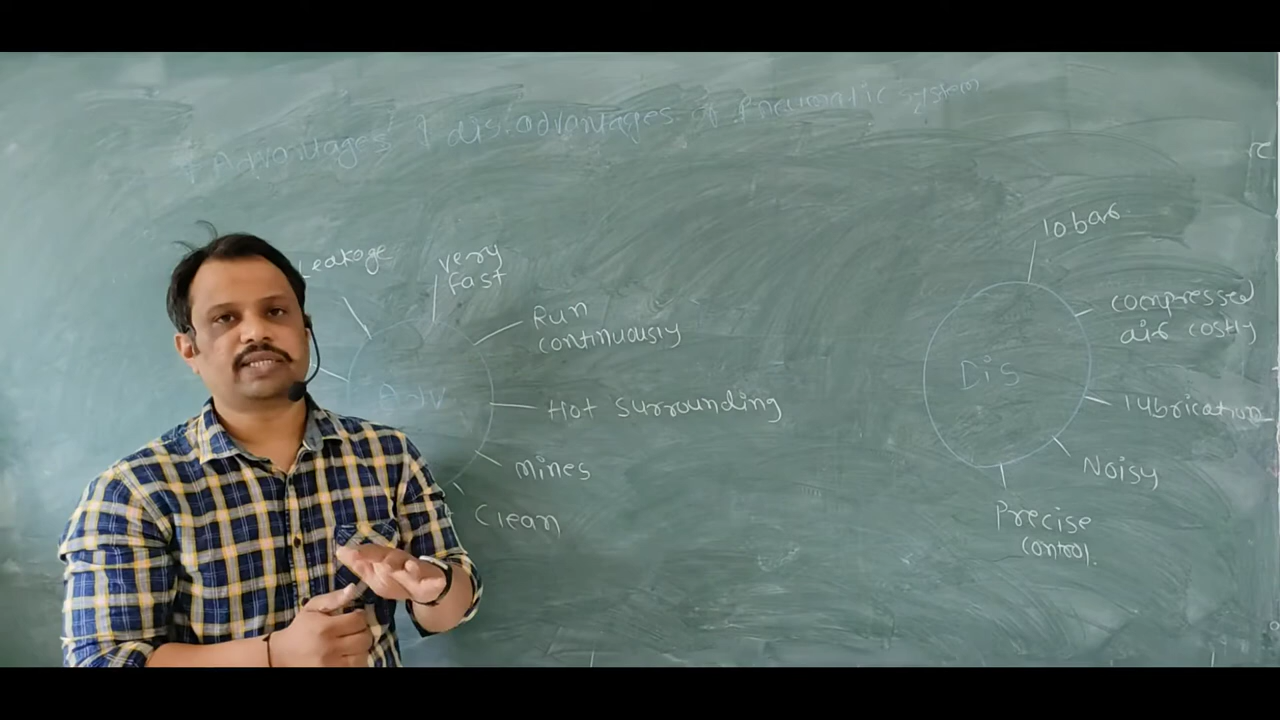 * Advantages & disadvantages of Pneumatic system
Leakage
very
fast
Run
continuously
Hot surrounding
Mines
Clean
Adv
10 bar
compressed
air costly
lubrication
Noisy
Precise
control.
Dis